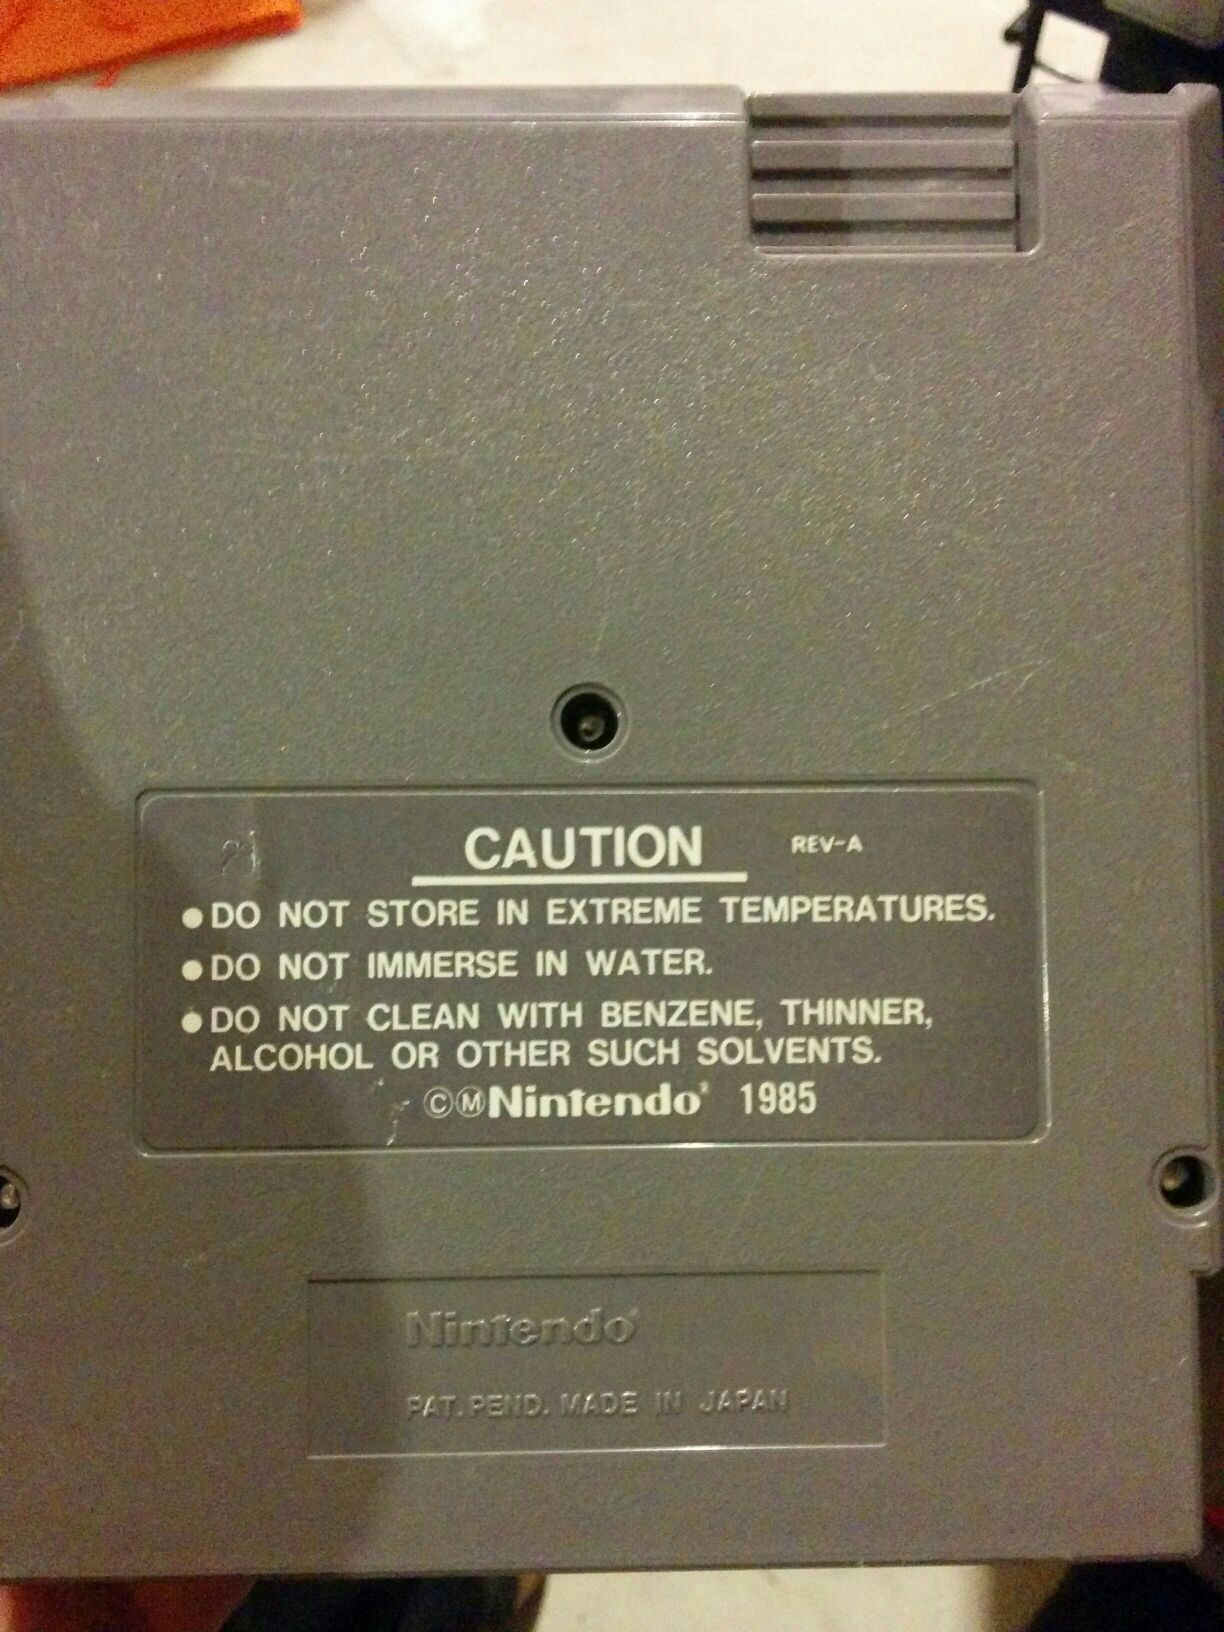 CAUTION REV-A
●DO NOT STORE IN EXTREME TEMPERATURES.
●DO NOT IMMERSE IN WATER.
●DO NOT CLEAN WITH BENZENE, THINNER,
ALCOHOL OR OTHER SUCH SOLVENTS.
©ⓂNintendo® 1985
Nintendo®
PAT. PEND. MADE IN JAPAN